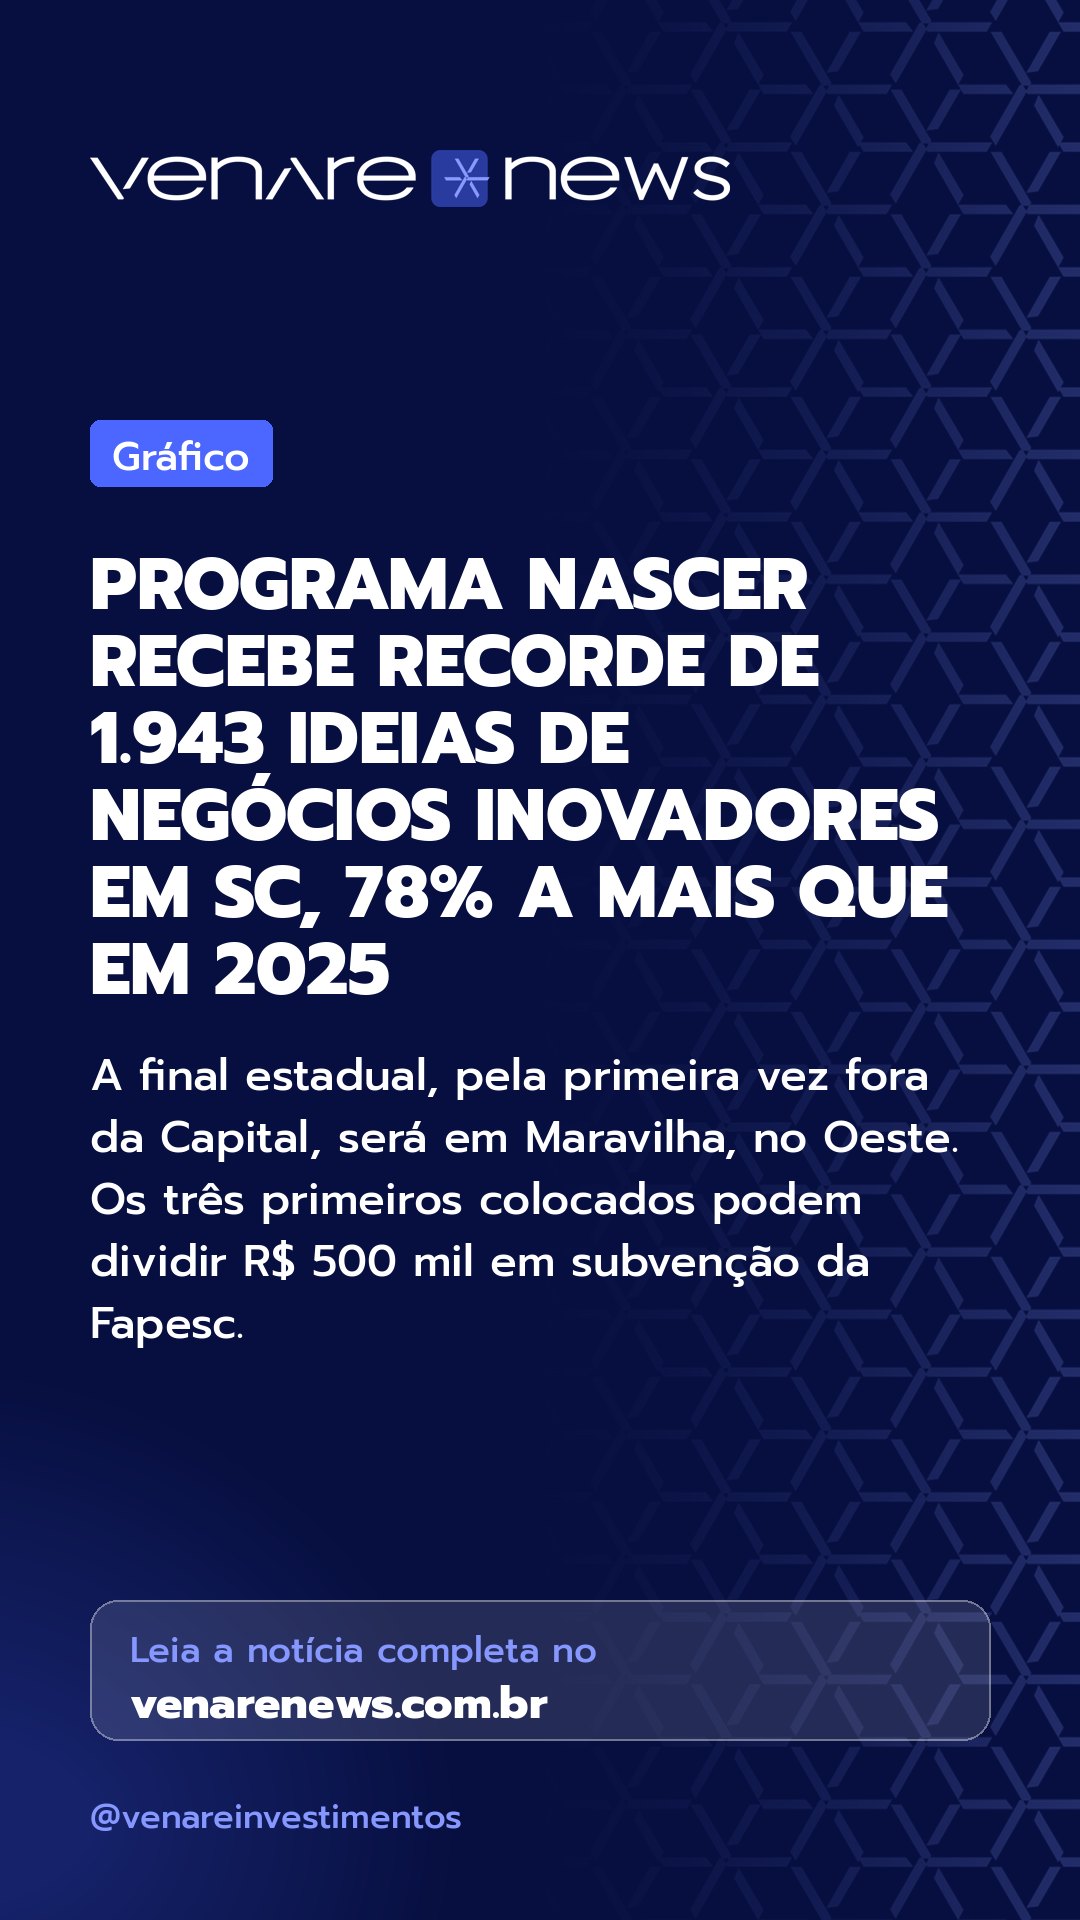 venare news
Gráfico
PROGRAMA NASCER
RECEBE RECORDE DE
1.943 IDEIAS DE
NEGÓCIOS INOVADORES
EM SC, 78% A MAIS QUE
EM 2025
A final estadual, pela primeira vez fora
da Capital, será em Maravilha, no Oeste.
Os três primeiros colocados podem
dividir R$ 500 mil em subvenção da
Fapesc.
Leia a notícia completa no
venarenews.com.br
@venareinvestimentos